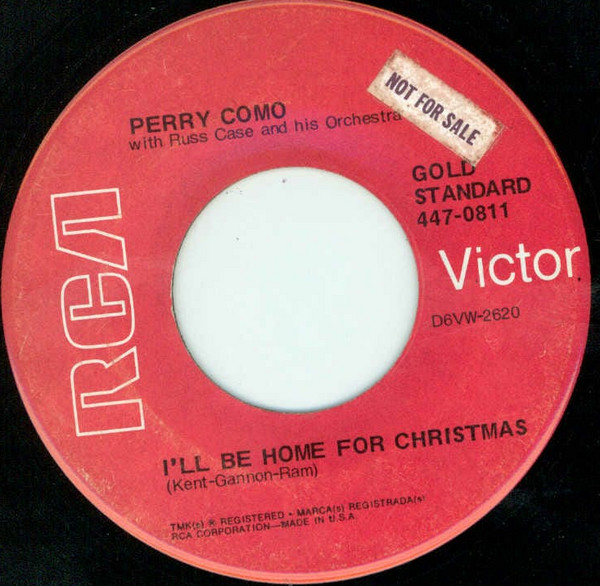 PERRY COMO
with Russ Case and his Orchestra
NOT FOR SALE
GOLD
STANDARD
447-0811
RCA
Victor
D6VW-2620
I'LL BE HOME FOR CHRISTMAS
(Kent-Gannon-Ram)
TMK(s) ® REGISTERED • MARCA(s) REGISTRADA(s)
RCA CORPORATION—MADE IN U.S.A.